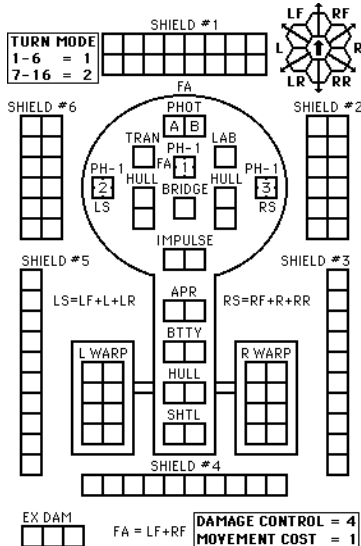 SHIELD #1
LF RF
L R
LR RR
TURN MODE
1-6 = 1
7-16 = 2
FA
SHIELD #6
SHIELD #2
PHOT
A B
TRAN
PH-1
LAB
FA
1
PH-1
HULL
HULL
PH-1
2
BRIDGE
3
LS
RS
IMPULSE
SHIELD #5
SHIELD #3
LS=LF+L+LR
APR
RS=RF+R+RR
BTTY
L WARP
R WARP
HULL
SHTL
SHIELD #4
EX DAM
FA = LF+RF
DAMAGE CONTROL = 4
MOVEMENT COST = 1